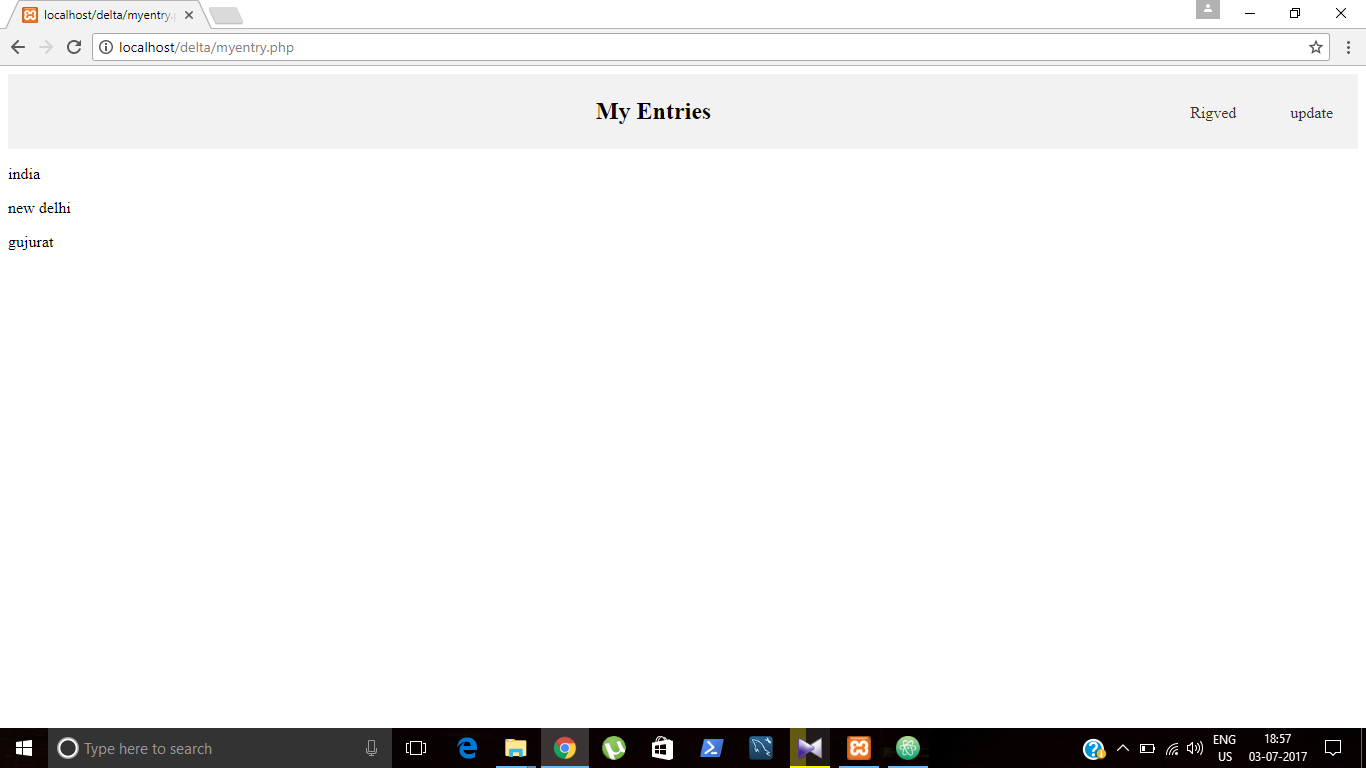 localhost/delta/myentry.
localhost/delta/myentry.php
My Entries
Rigved
update
india
new delhi
gujurat
Type here to search
ENG
US
18:57
03-07-2017